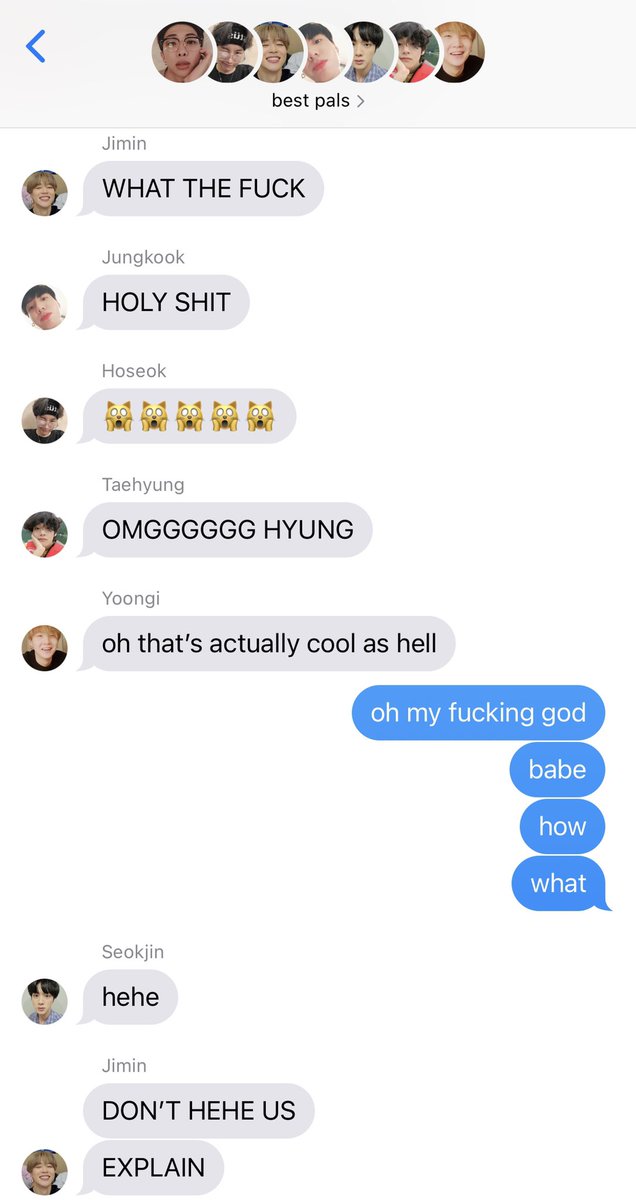 best pals
Jimin
WHAT THE FUCK
Jungkook
HOLY SHIT
Hoseok
🙀🙀🙀🙀🙀
Taehyung
OMGGGGGG HYUNG
Yoongi
oh that’s actually cool as hell
oh my fucking god
babe
how
what
Seokjin
hehe
Jimin
DON’T HEHE US
EXPLAIN